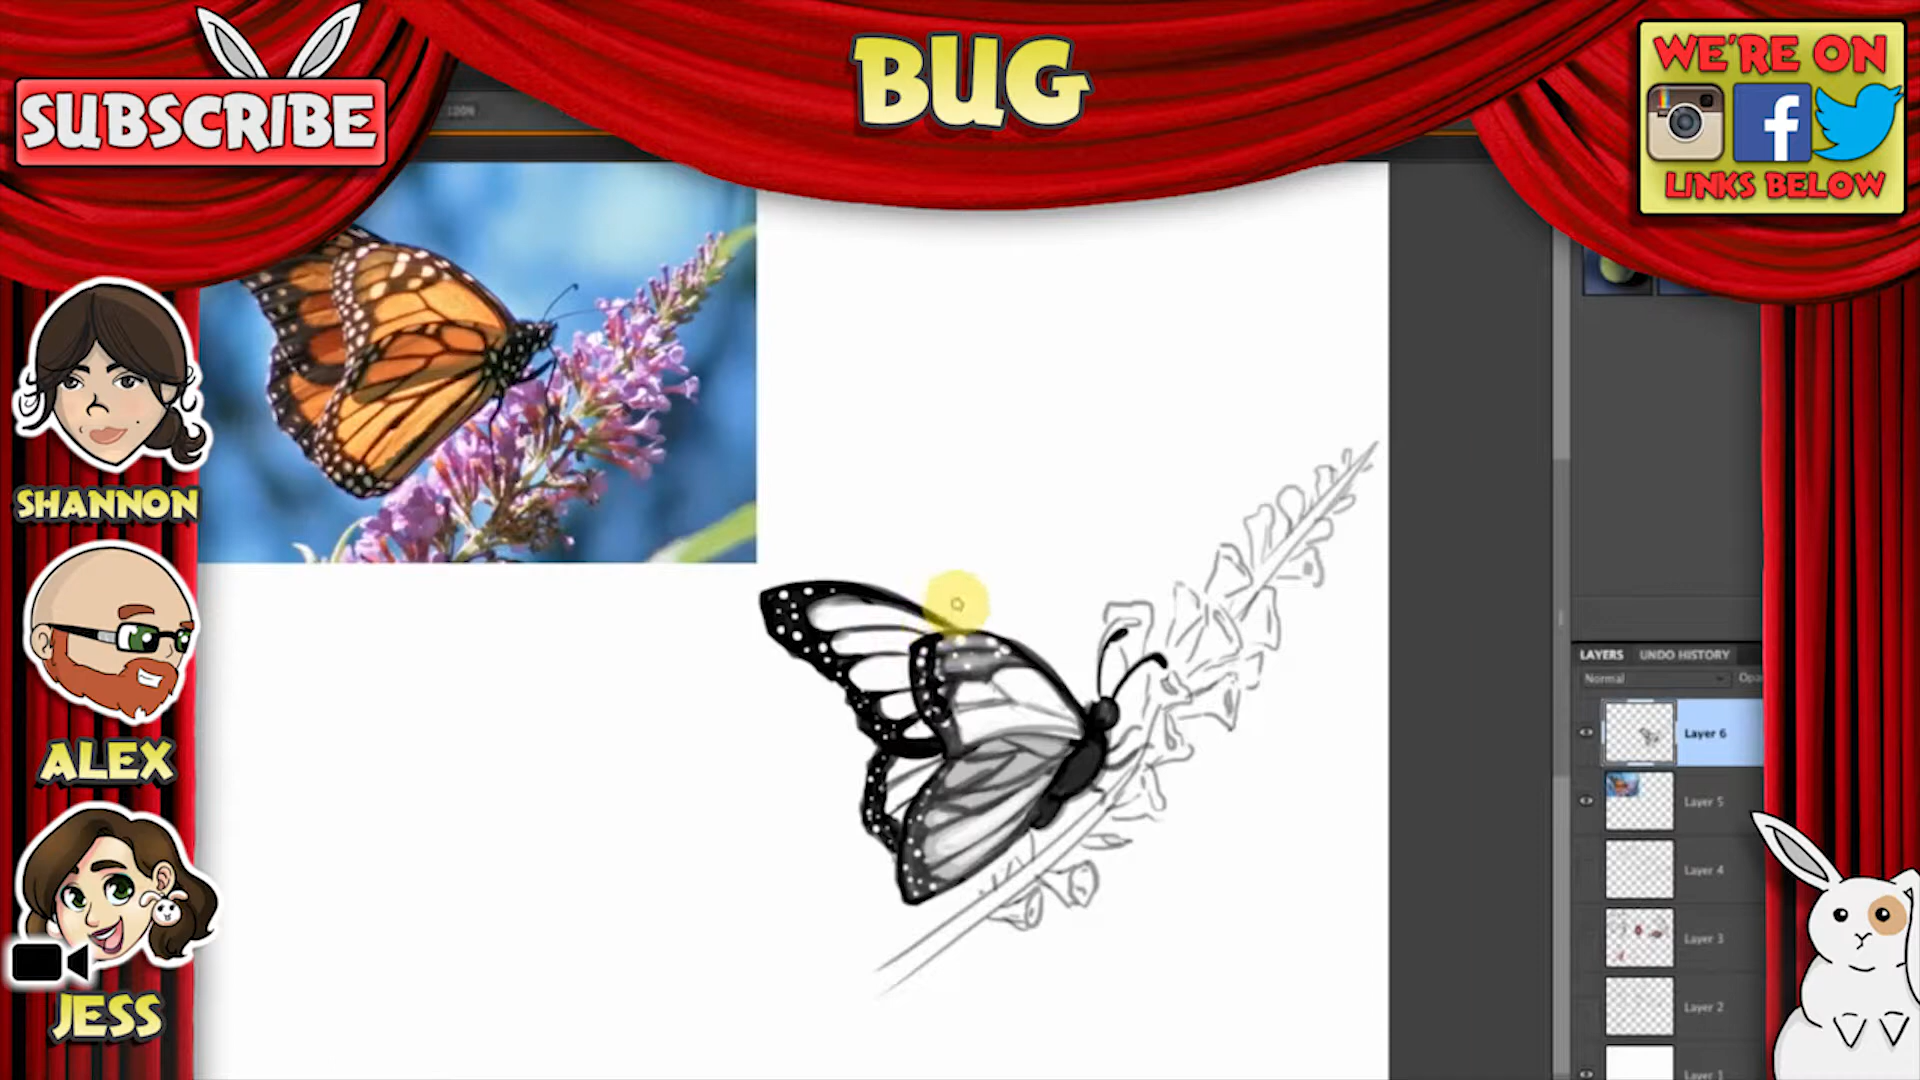 SUBSCRIBE
120%
BUG
WE'RE ON
LINKS BELOW
SHANNON
ALEX
JESS
LAYERS UNDO HISTORY
Normal
Layer 6
Layer 5
Layer 4
Layer 3
Layer 2
Layer 1